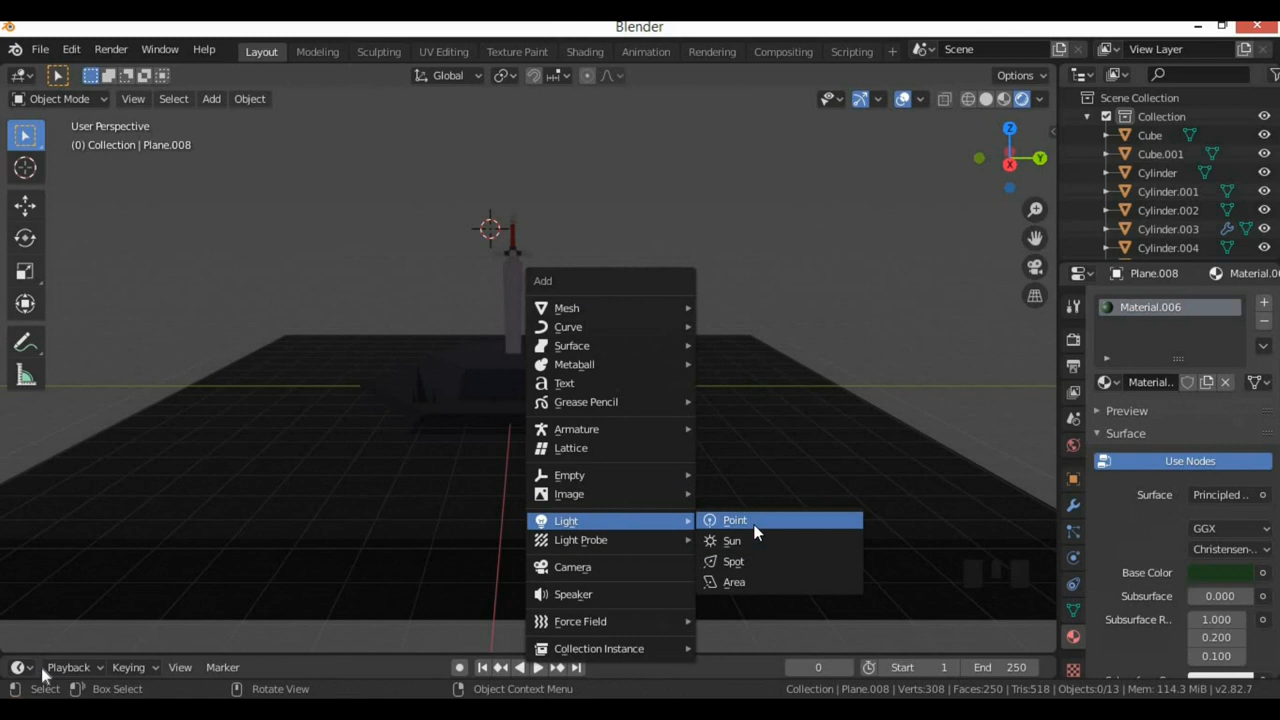 Blender
File Edit Render Window Help
Layout Modeling Sculpting UV Editing Texture Paint Shading Animation Rendering Compositing Scripting
Scene
View Layer
Global
Options
Object Mode View Select Add Object
User Perspective
(0) Collection | Plane.008
Z
Y
X
Scene Collection
Collection
Cube
Cube.001
Cylinder
Cylinder.001
Cylinder.002
Cylinder.003
Cylinder.004
Plane.008
Material.00
Material.006
Material..
Preview
Surface
Use Nodes
Surface Principled ..
GGX
Christensen-..
Base Color
Subsurface 0.000
Subsurface R.. 1.000
0.200
0.100
Add
Mesh
Curve
Surface
Metaball
Text
Grease Pencil
Armature
Lattice
Empty
Image
Light
Light Probe
Camera
Speaker
Force Field
Collection Instance
Point
Sun
Spot
Area
Playback Keying View Marker
0
Start 1
End 250
Select Box Select Rotate View Object Context Menu
Collection | Plane.008 | Verts:308 | Faces:250 | Tris:518 | Objects:0/13 | Mem: 114.3 MiB | v2.82.7